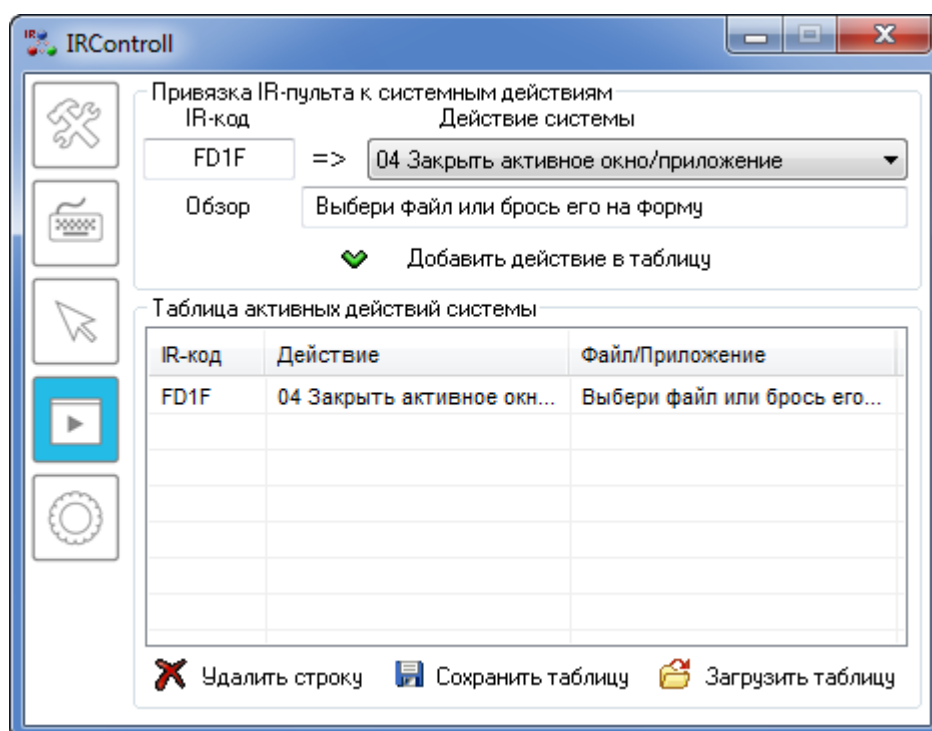 IRControll
Привязка IR-пульта к системным действиям
IR-код Действие системы
FD1F => 04 Закрыть активное окно/приложение
Обзор Выбери файл или брось его на форму
Добавить действие в таблицу
Таблица активных действий системы
IR-код Действие Файл/Приложение
FD1F 04 Закрыть активное окн... Выбери файл или брось его...
Удалить строку Сохранить таблицу Загрузить таблицу